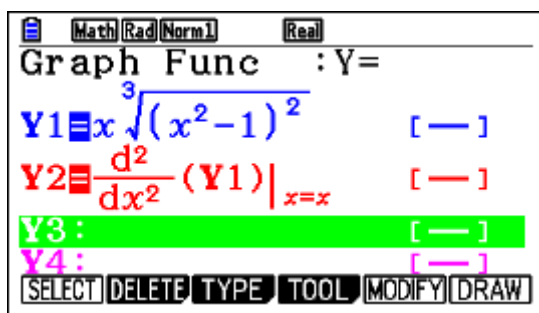 Math Rad Norm1 Real
Graph Func :Y=
Y1=x∛(x²-1)² [—]
Y2=d²/dx²(Y1)|x=x [—]
Y3: [—]
Y4: [—]
SELECT DELETE TYPE TOOL MODIFY DRAW